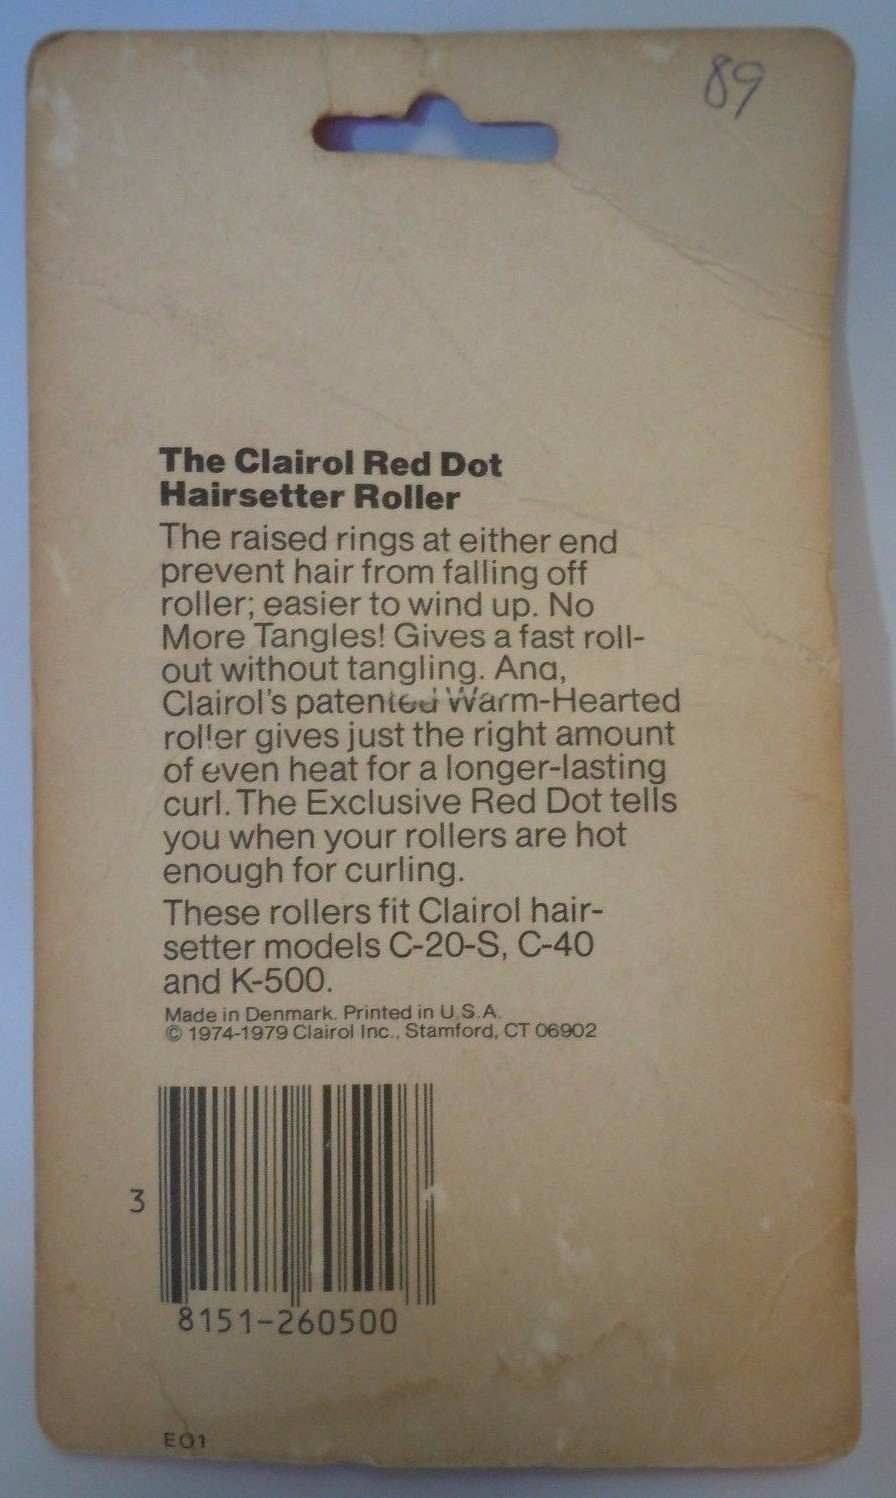 89
The Clairol Red Dot
Hairsetter Roller
The raised rings at either end
prevent hair from falling off
roller; easier to wind up. No
More Tangles! Gives a fast roll-
out without tangling. And,
Clairol's patented Warm-Hearted
roller gives just the right amount
of even heat for a longer-lasting
curl. The Exclusive Red Dot tells
you when your rollers are hot
enough for curling.
These rollers fit Clairol hair-
setter models C-20-S, C-40
and K-500.
Made in Denmark. Printed in U.S.A.
© 1974-1979 Clairol Inc., Stamford, CT 06902
3
8151-260500
E01